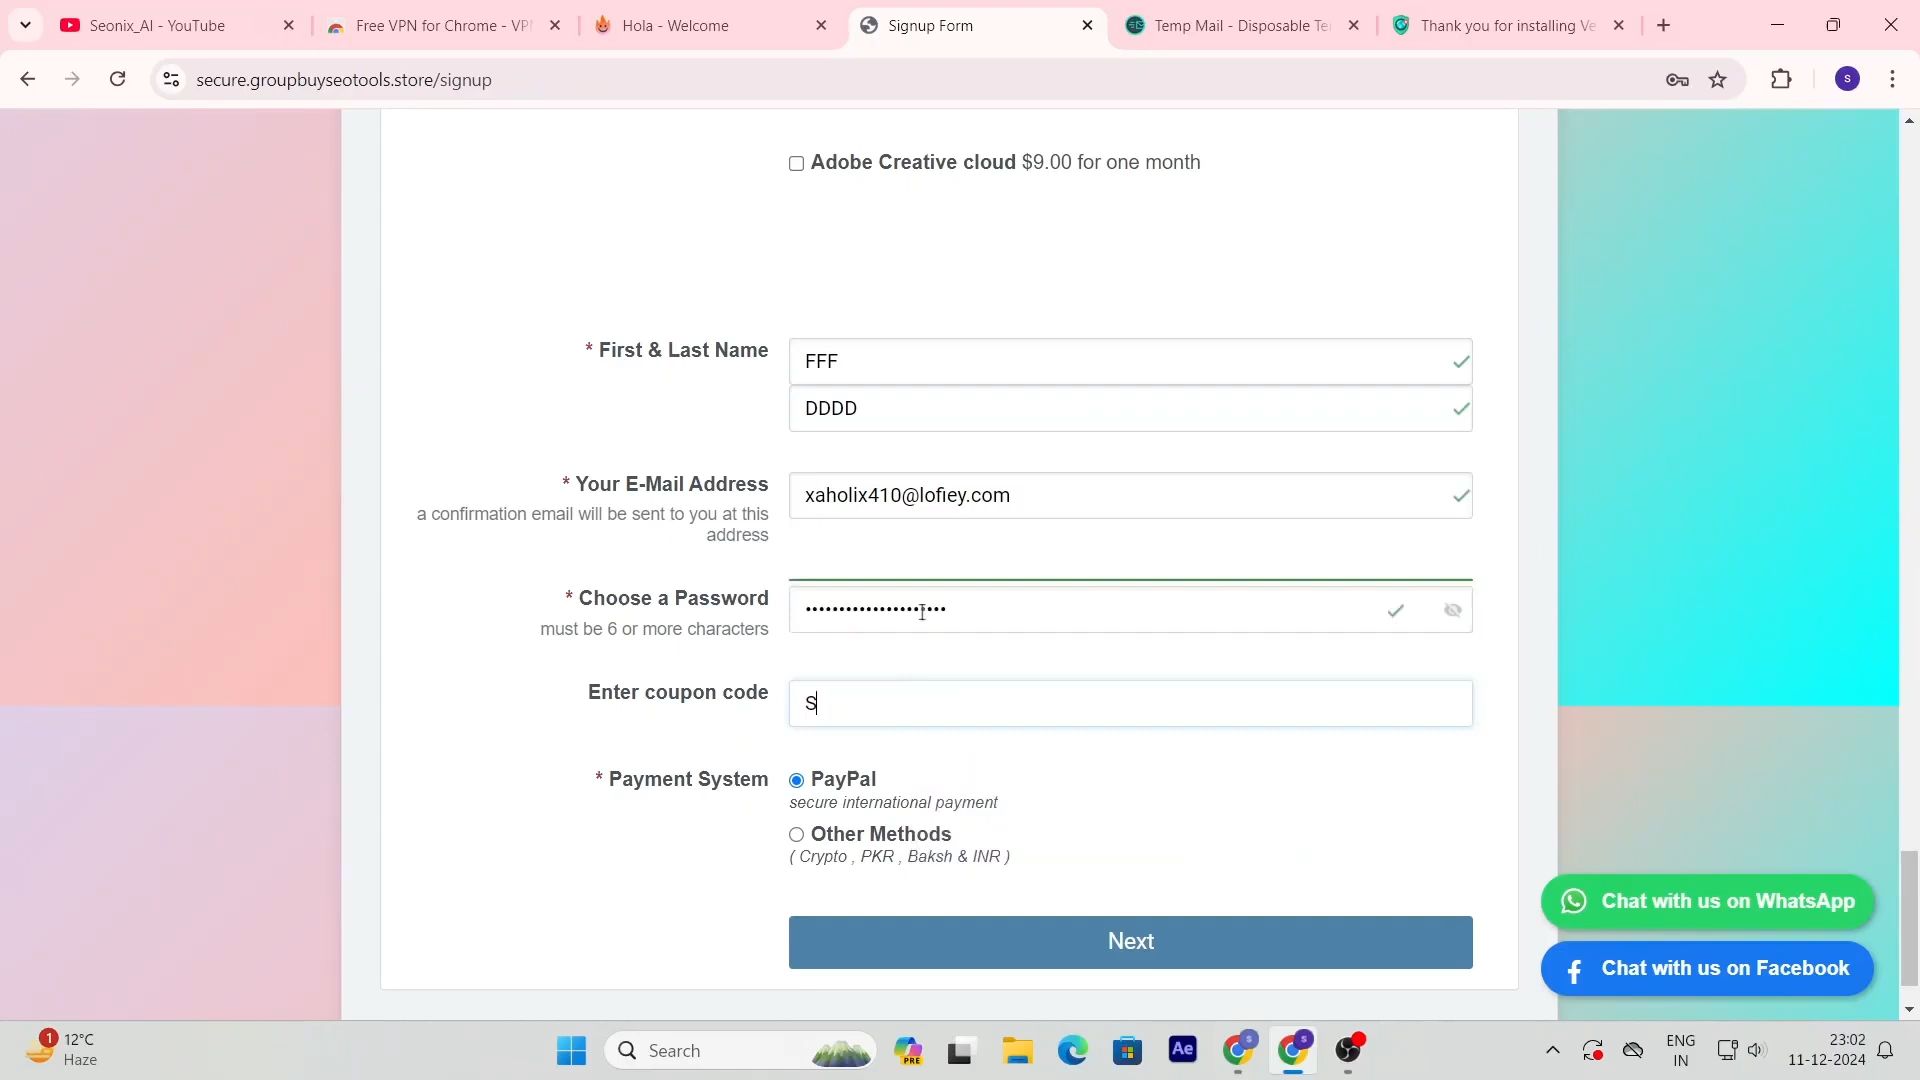 Seonix_AI - YouTube
Free VPN for Chrome - VP
Hola - Welcome
Signup Form
Temp Mail - Disposable Te
Thank you for installing Ve
secure.groupbuyseotools.store/signup
S
Adobe Creative cloud $9.00 for one month
* First & Last Name
FFF
DDDD
* Your E-Mail Address
xaholix410@lofiey.com
a confirmation email will be sent to you at this
address
* Choose a Password
•••••••••••••••••••••
must be 6 or more characters
Enter coupon code
S
* Payment System
PayPal
secure international payment
Other Methods
( Crypto , PKR , Baksh & INR )
Next
Chat with us on WhatsApp
Chat with us on Facebook
1
12°C
Haze
Search
PRE
Ae
S
S
ENG
IN
23:02
11-12-2024